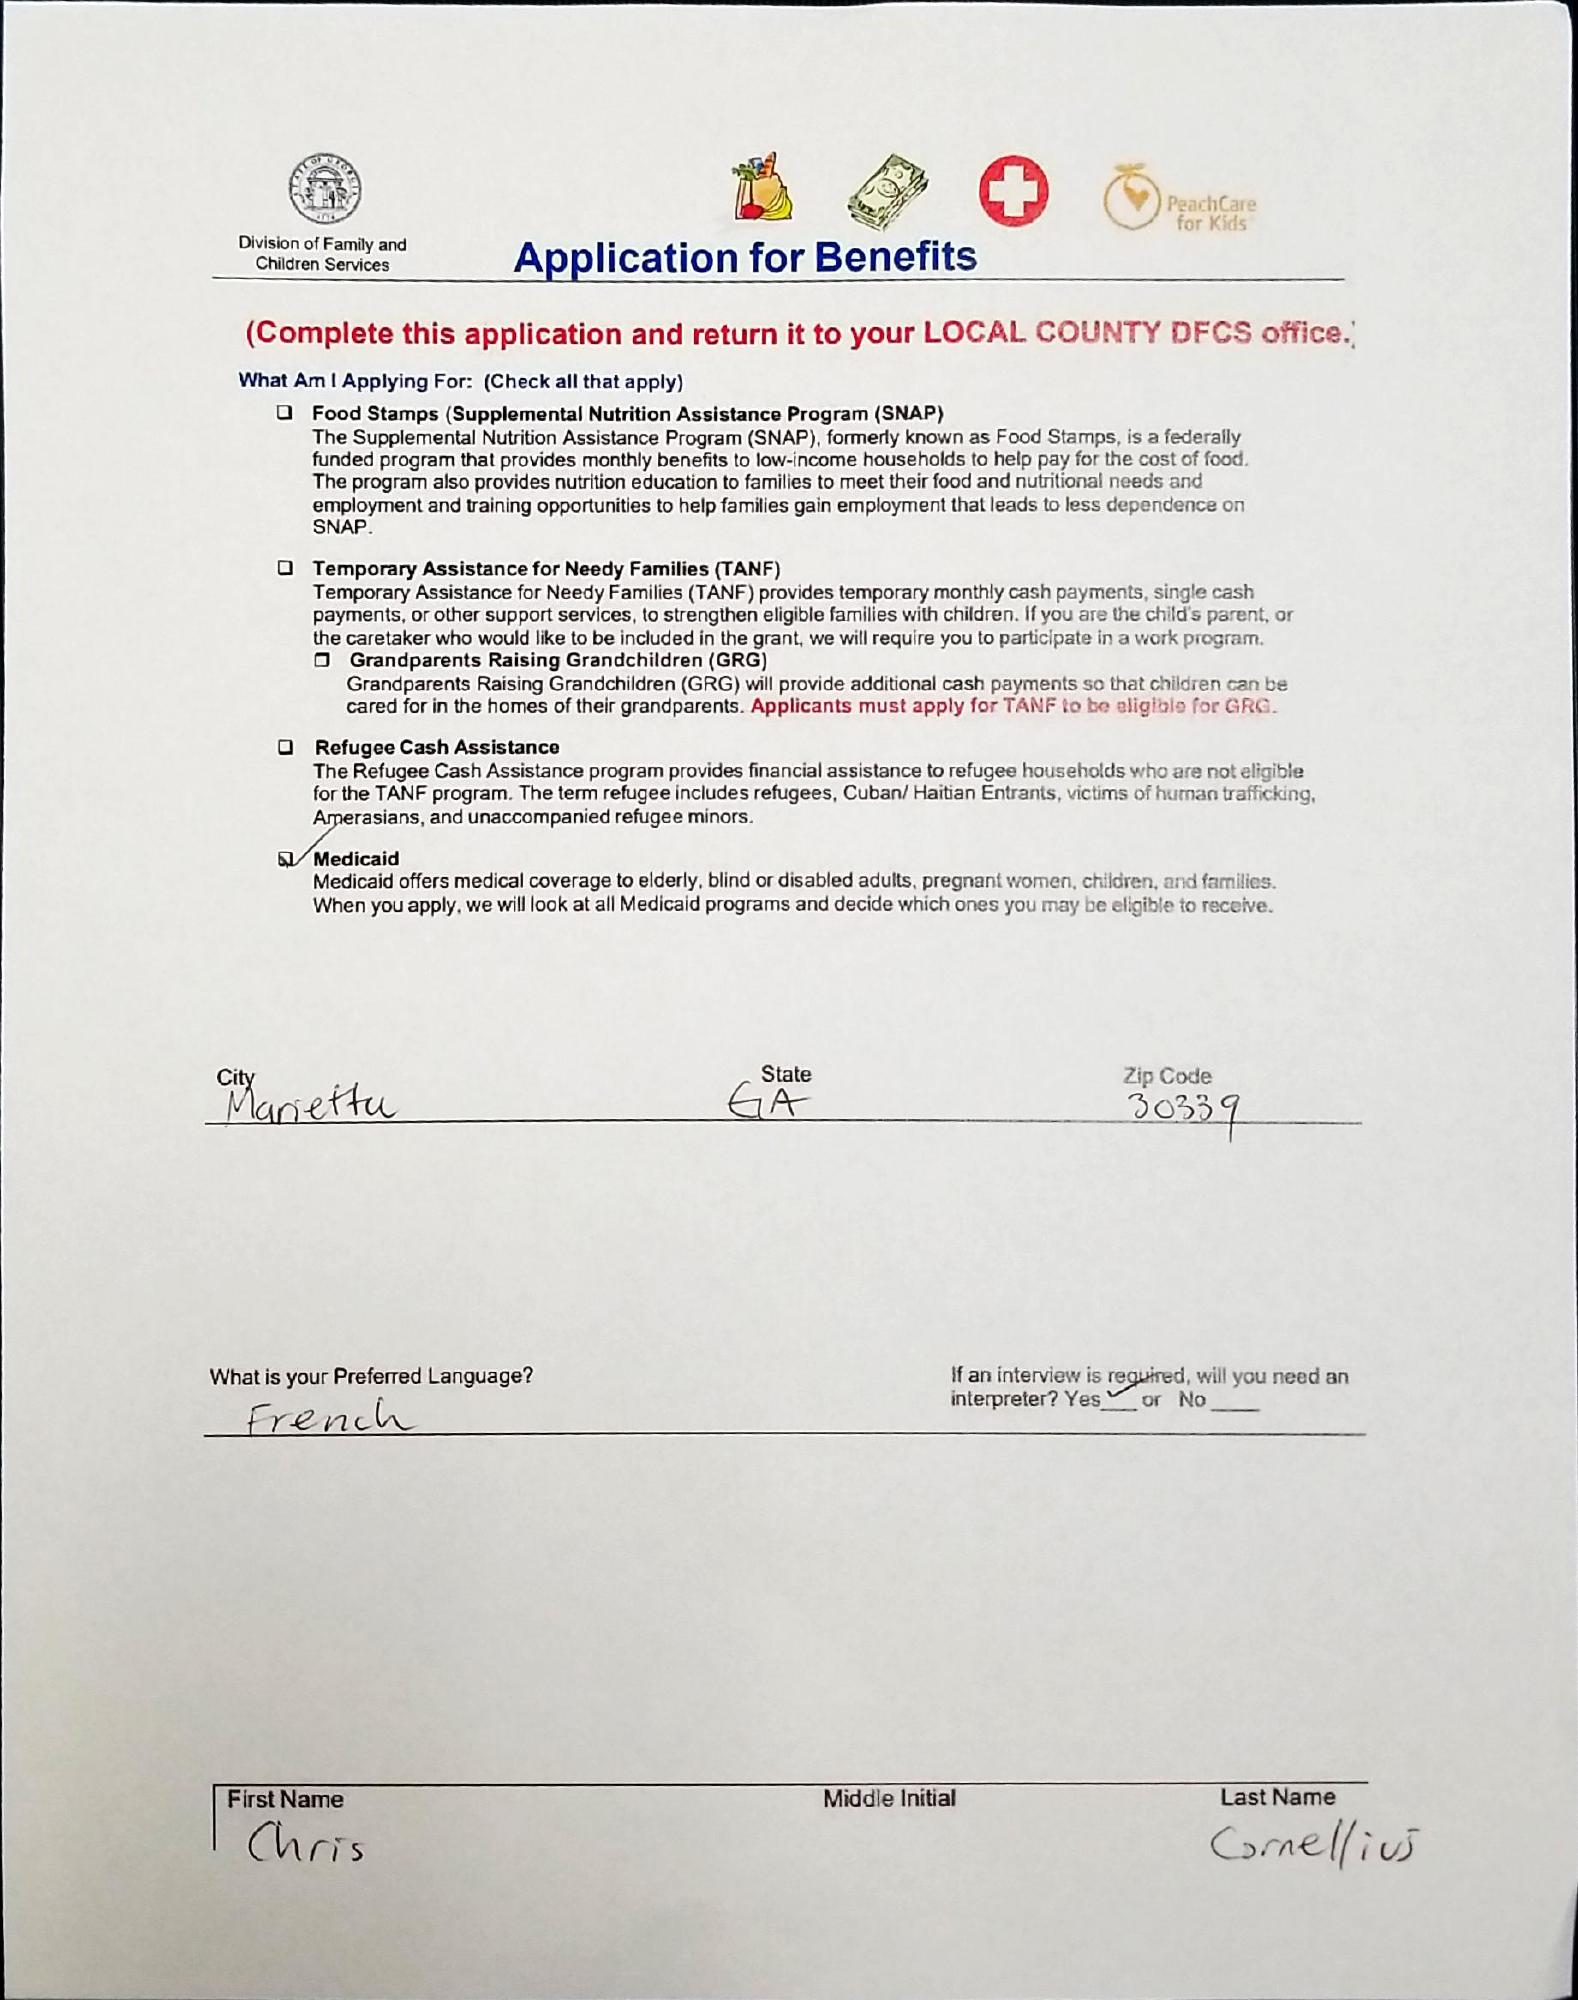 STATE OF GEORGIA
1776
PeachCare
for Kids
Division of Family and
Children Services
Application for Benefits
(Complete this application and return it to your LOCAL COUNTY DFCS office.)
What Am I Applying For: (Check all that apply)
❑ Food Stamps (Supplemental Nutrition Assistance Program (SNAP)
The Supplemental Nutrition Assistance Program (SNAP), formerly known as Food Stamps, is a federally
funded program that provides monthly benefits to low-income households to help pay for the cost of food.
The program also provides nutrition education to families to meet their food and nutritional needs and
employment and training opportunities to help families gain employment that leads to less dependence on
SNAP.
❑ Temporary Assistance for Needy Families (TANF)
Temporary Assistance for Needy Families (TANF) provides temporary monthly cash payments, single cash
payments, or other support services, to strengthen eligible families with children. If you are the child's parent, or
the caretaker who would like to be included in the grant, we will require you to participate in a work program.
❑ Grandparents Raising Grandchildren (GRG)
Grandparents Raising Grandchildren (GRG) will provide additional cash payments so that children can be
cared for in the homes of their grandparents. Applicants must apply for TANF to be eligible for GRG.
❑ Refugee Cash Assistance
The Refugee Cash Assistance program provides financial assistance to refugee households who are not eligible
for the TANF program. The term refugee includes refugees, Cuban/ Haitian Entrants, victims of human trafficking,
Amerasians, and unaccompanied refugee minors.
☑ Medicaid
Medicaid offers medical coverage to elderly, blind or disabled adults, pregnant women, children, and families.
When you apply, we will look at all Medicaid programs and decide which ones you may be eligible to receive.
City State Zip Code
Marietta GA 30339
What is your Preferred Language? If an interview is required, will you need an
interpreter? Yes ✓ or No ____
French
First Name Middle Initial Last Name
Chris Cornellius